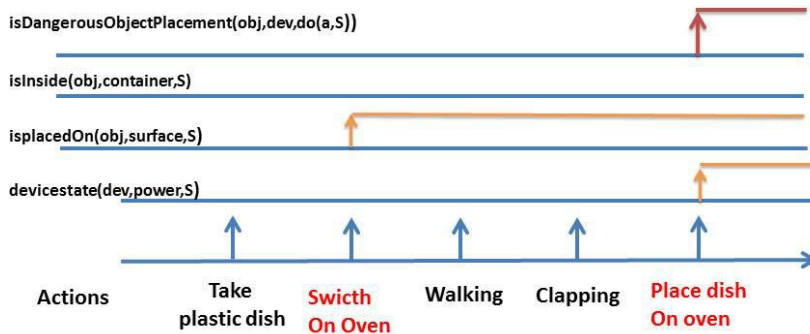 isDangerousObjectPlacement(obj,dev,do(a,S))
isInside(obj,container,S)
isplacedOn(obj,surface,S)
devicestate(dev,power,S)
Actions
Take
plastic dish
Swicth
On Oven
Walking
Clapping
Place dish
On oven